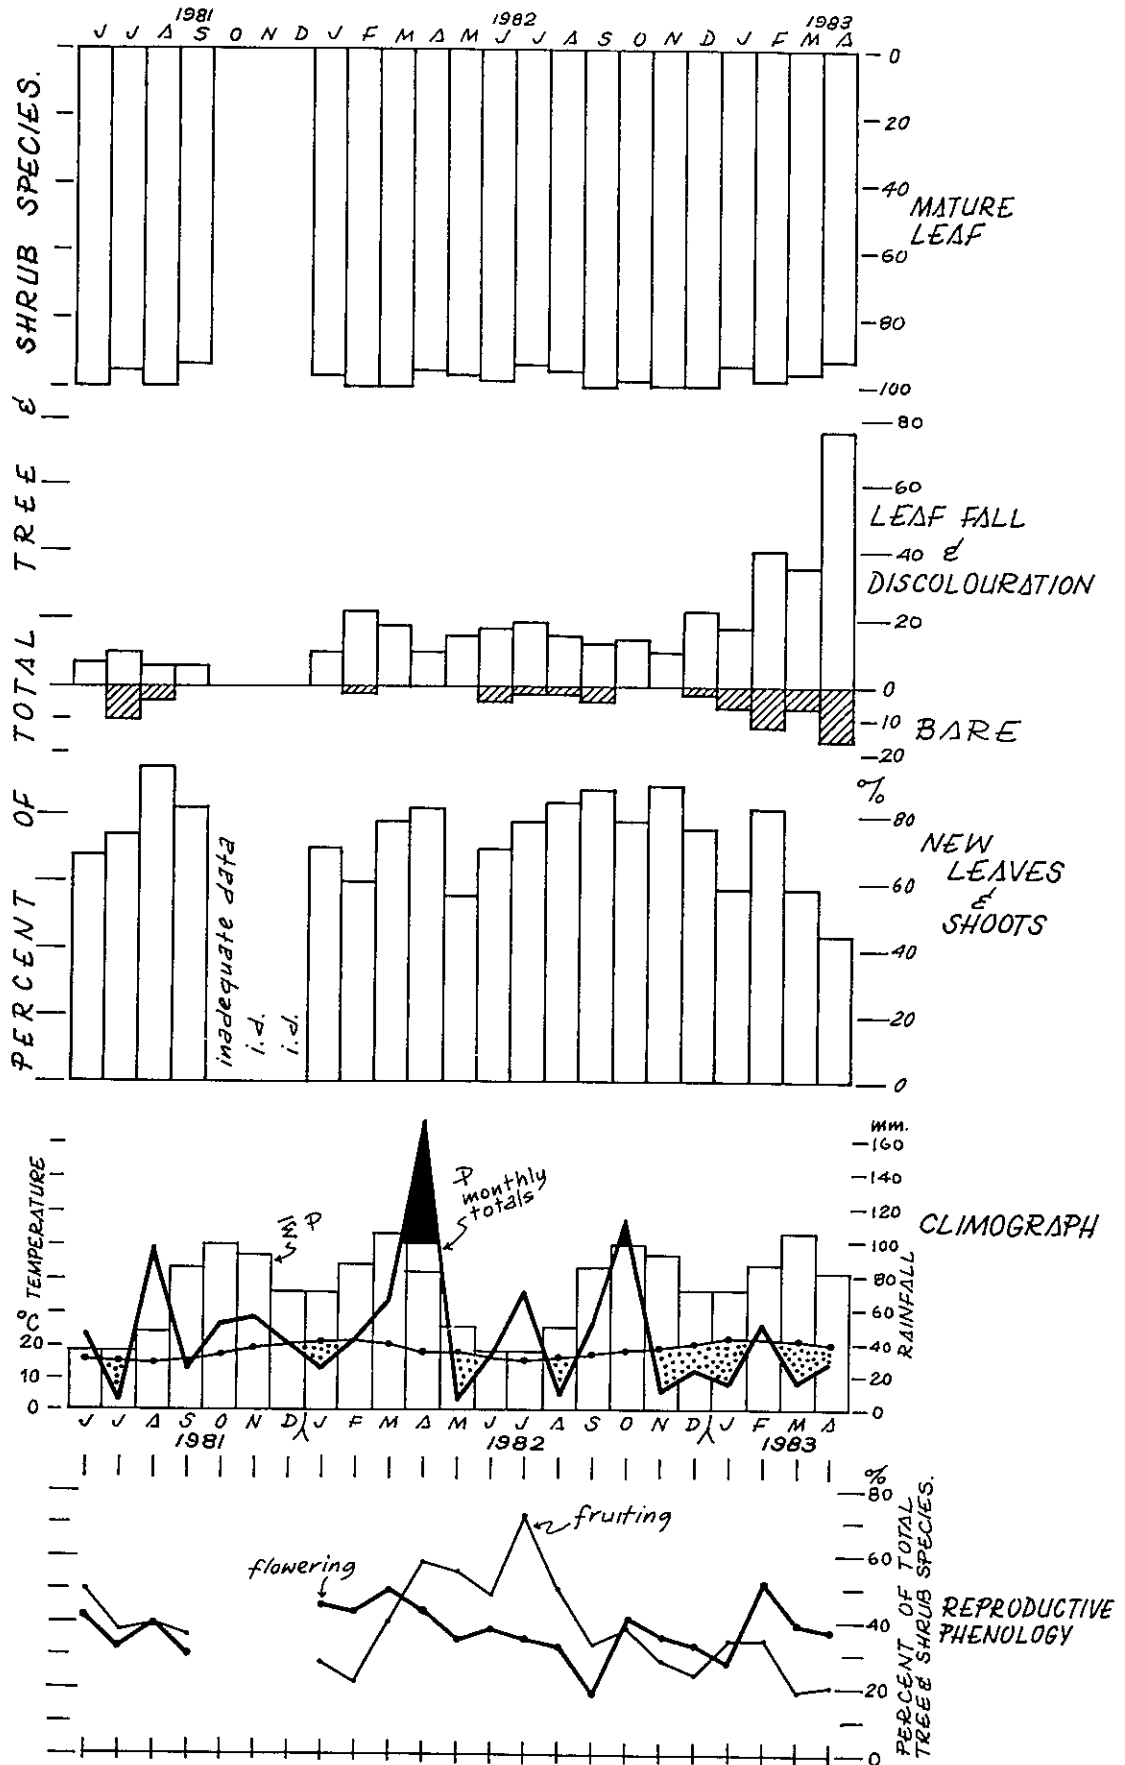 1981 1982 1983
J J A S O N D J F M A M J J A S O N D J F M A
PERCENT OF TOTAL TREE & SHRUB SPECIES.
0
20
40
60
80
100
MATURE
LEAF
80
60
40
20
0
10
20
LEAF FALL
&
DISCOLOURATION
BARE
%
80
60
40
20
0
NEW
LEAVES
&
SHOOTS
inadequate data
i.d.
i.d.
°C TEMPERATURE
20
10
0
P
P
monthly
totals
mm.
160
140
120
100
80
60
40
20
0
RAINFALL
CLIMOGRAPH
J J A S O N D J F M A M J J A S O N D J F M A
1981 1982 1983
flowering
fruiting
%
80
60
40
20
0
PERCENT OF TOTAL
TREE & SHRUB SPECIES.
REPRODUCTIVE
PHENOLOGY